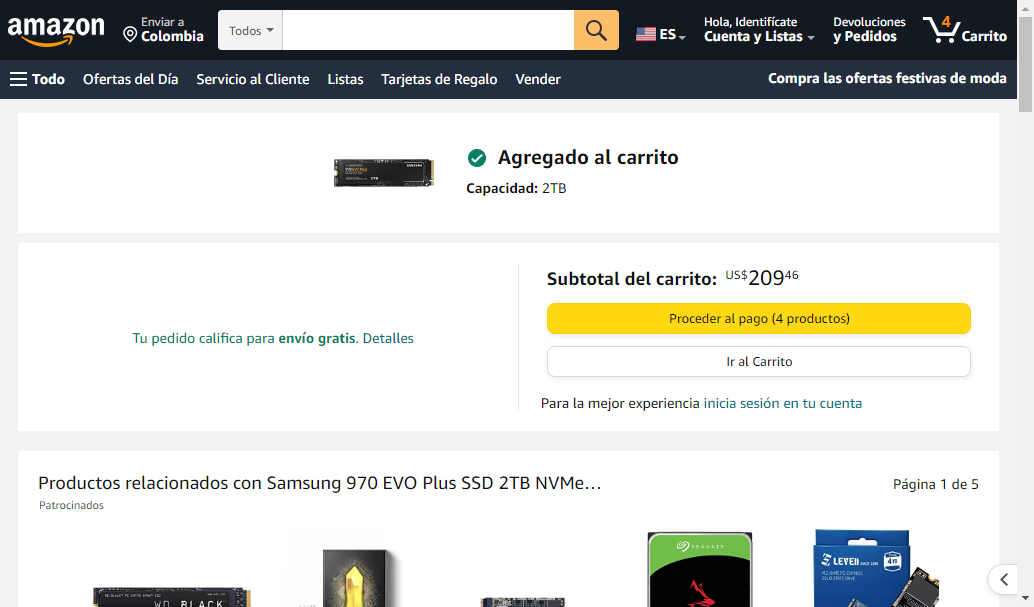 amazon
Enviar a
Colombia
Todos
ES
Hola, Identifícate
Cuenta y Listas
Devoluciones
y Pedidos
4
Carrito
Todo
Ofertas del Día
Servicio al Cliente
Listas
Tarjetas de Regalo
Vender
Compra las ofertas festivas de moda
Agregado al carrito
Capacidad: 2TB
Tu pedido califica para envío gratis. Detalles
Subtotal del carrito: US$20946
Proceder al pago (4 productos)
Ir al Carrito
Para la mejor experiencia inicia sesión en tu cuenta
Productos relacionados con Samsung 970 EVO Plus SSD 2TB NVMe...
Página 1 de 5
Patrocinados
WD_BLACK
SEAGATE
LEVEN